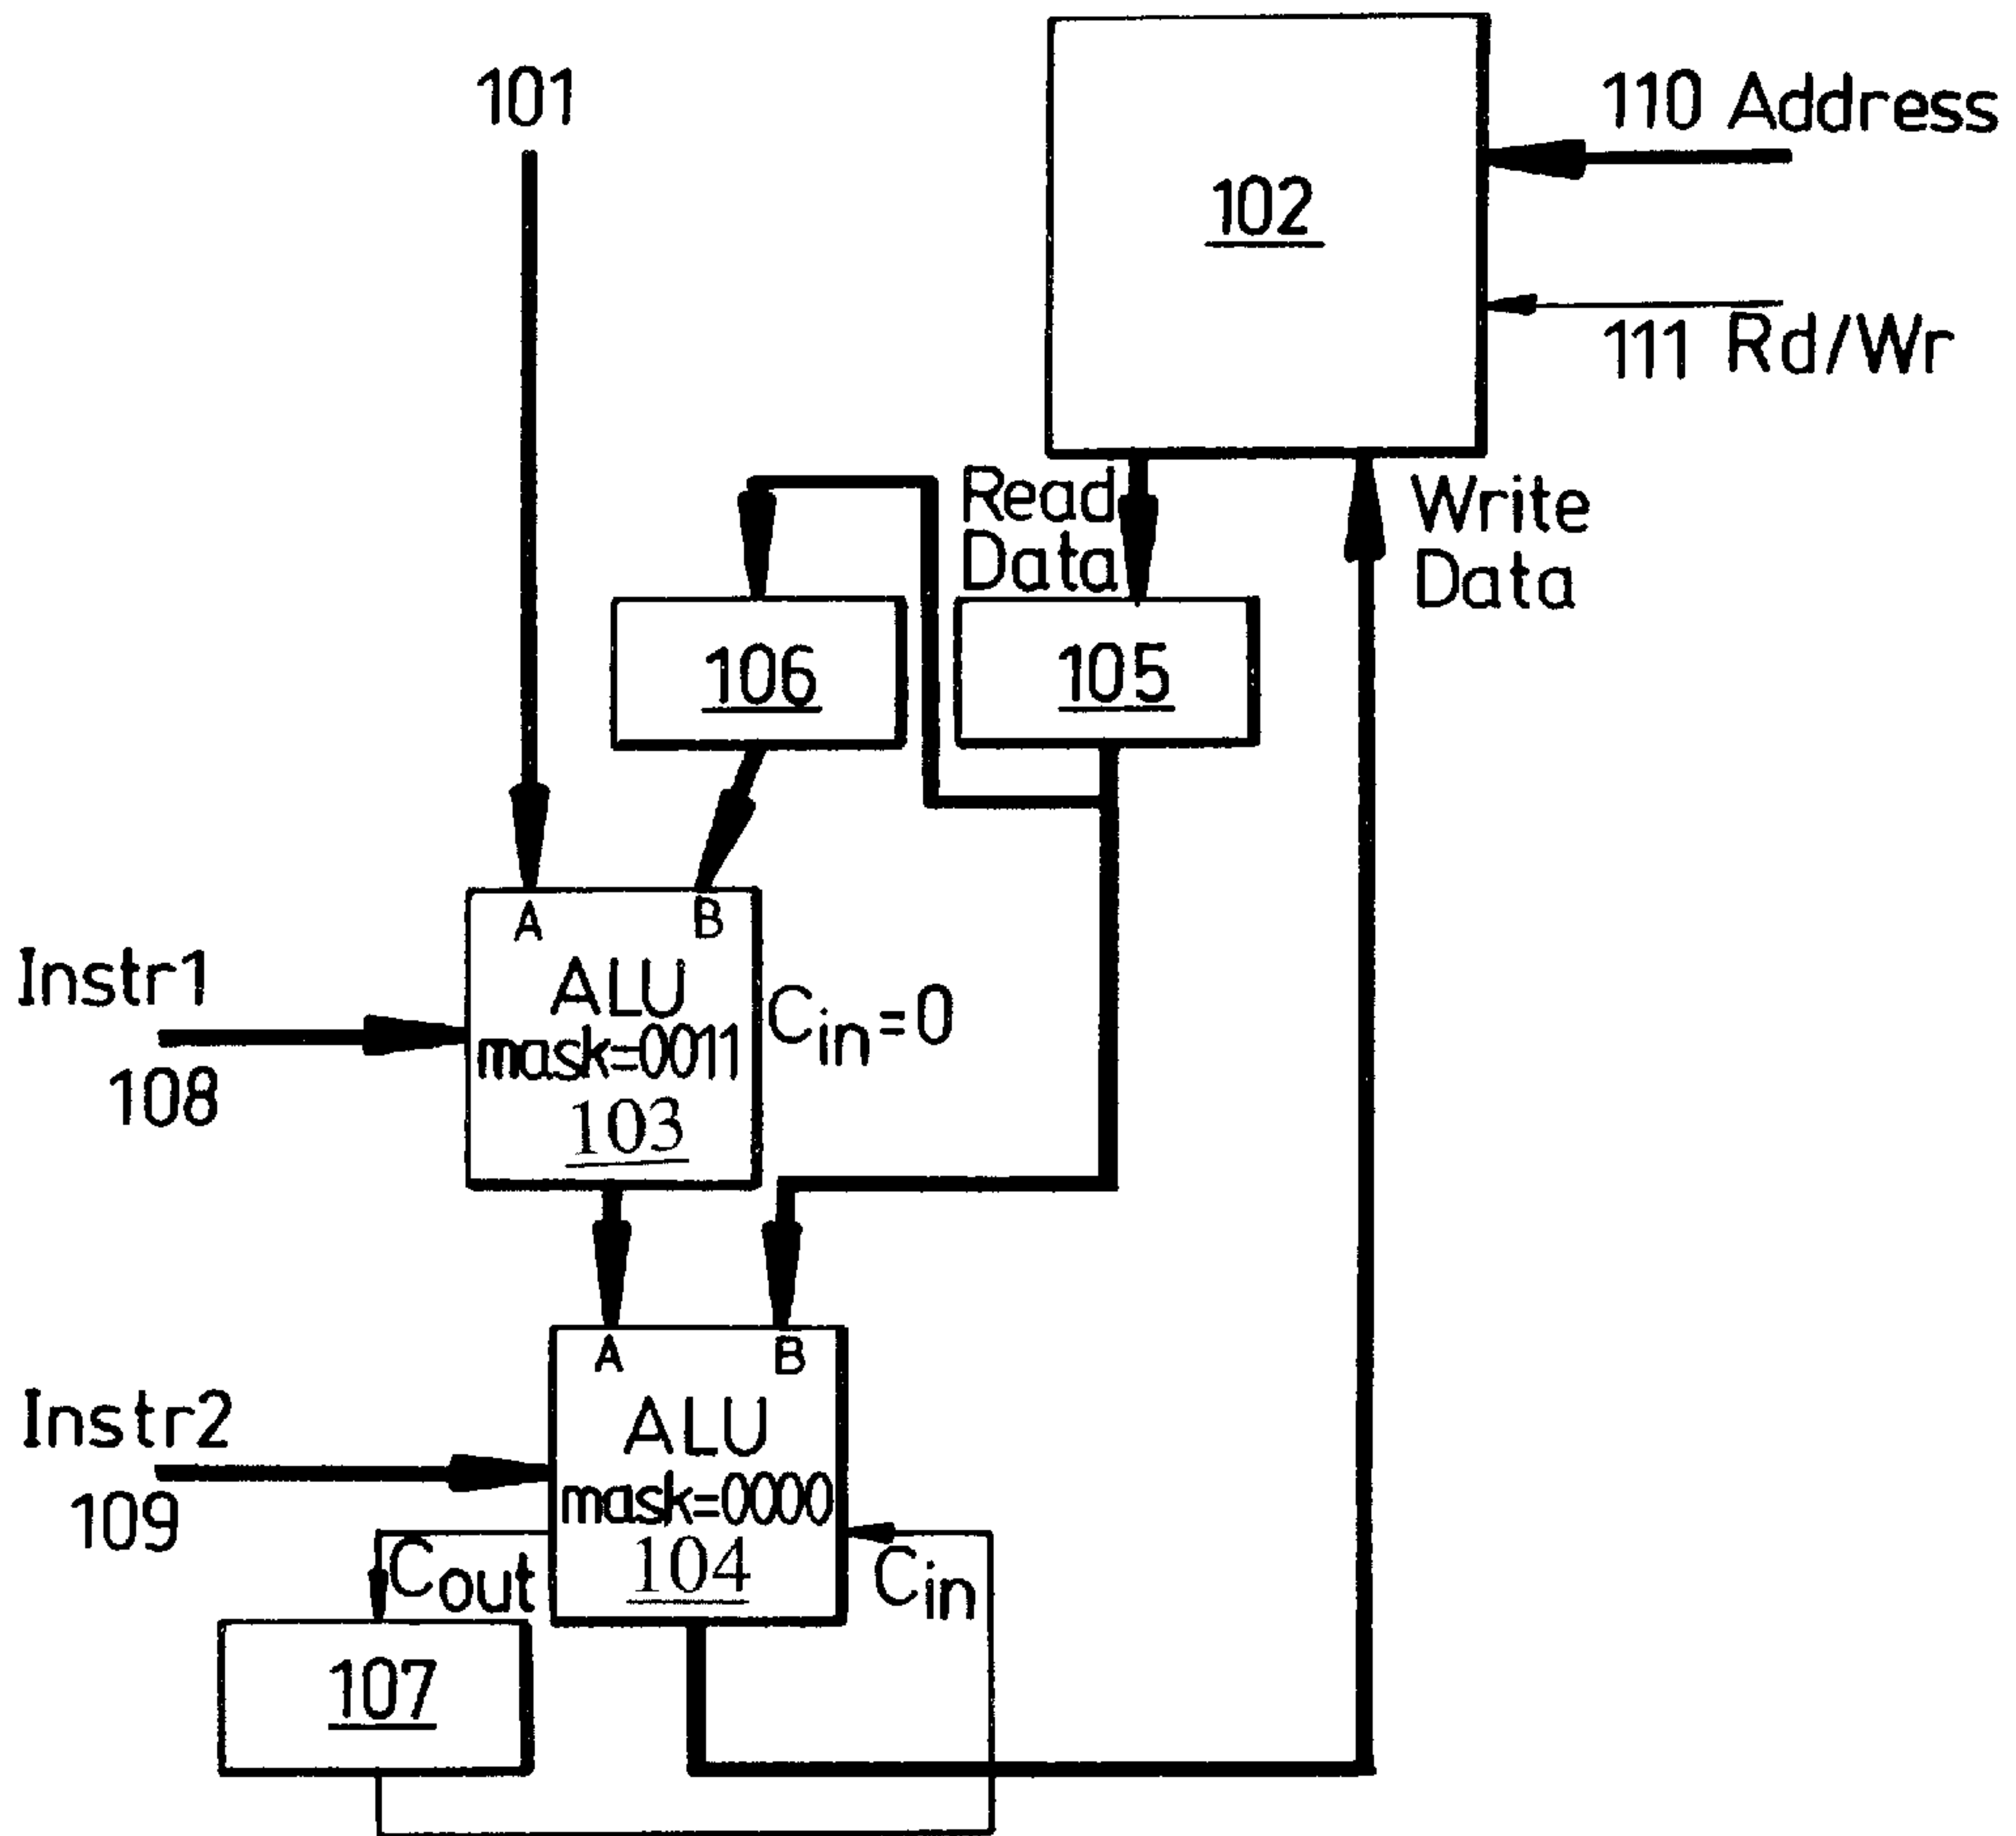 101
110 Address
102
111 Rd/Wr
Read
Data
Write
Data
106
105
A
B
Instr1
ALU
Cin=0
mask=0011
108
103
A
B
Instr2
ALU
mask=0000
109
Cout
104
Cin
107